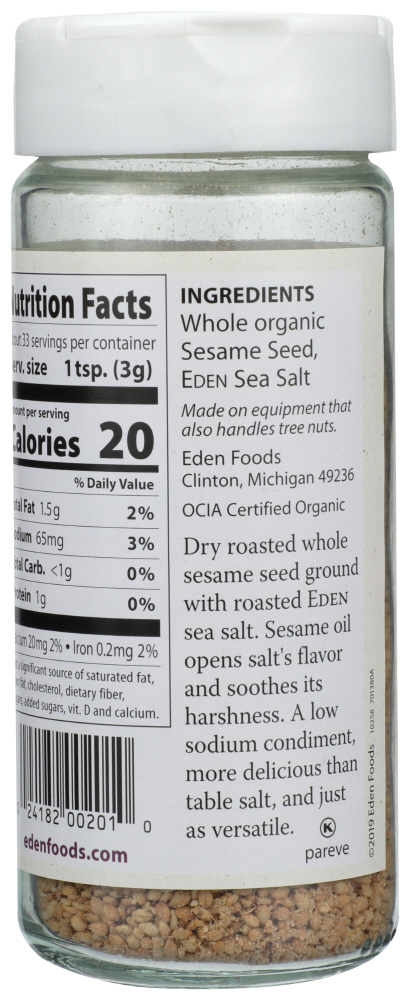 utrition Facts
out 33 servings per container
erv. size 1 tsp. (3g)
ount per serving
alories 20
% Daily Value
tal Fat 1.5g 2%
dium 65mg 3%
tal Carb. <1g 0%
rotein 1g 0%
cium 20mg 2% • Iron 0.2mg 2%
a significant source of saturated fat,
fat, cholesterol, dietary fiber,
added sugars, vit. D and calcium.
24182 00201 0
edenfoods.com
INGREDIENTS
Whole organic
Sesame Seed,
EDEN Sea Salt
Made on equipment that
also handles tree nuts.
Eden Foods
Clinton, Michigan 49236
OCIA Certified Organic
Dry roasted whole
sesame seed ground
with roasted EDEN
sea salt. Sesame oil
opens salt's flavor
and soothes its
harshness. A low
sodium condiment,
more delicious than
table salt, and just
as versatile.
K
pareve
©2019 Eden Foods 10258 701380A